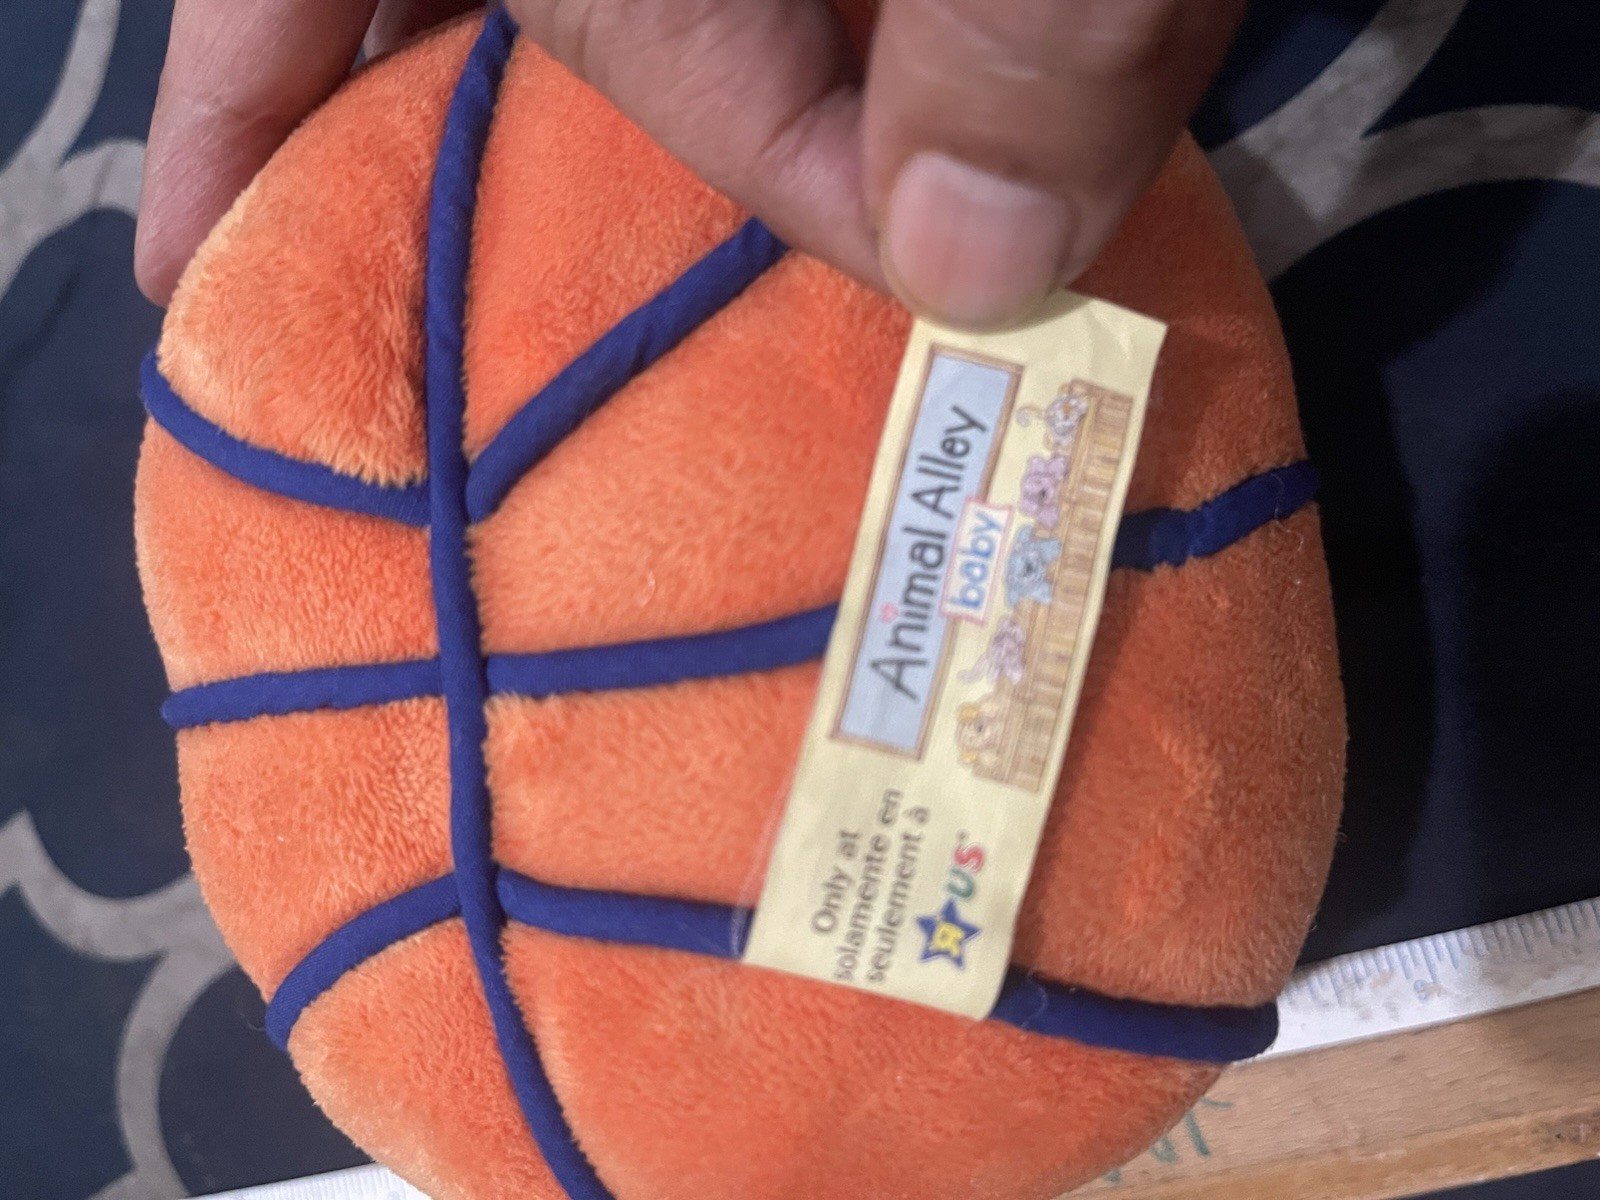 Animal Alley
baby
Only at
solamente en
seulement à
R US